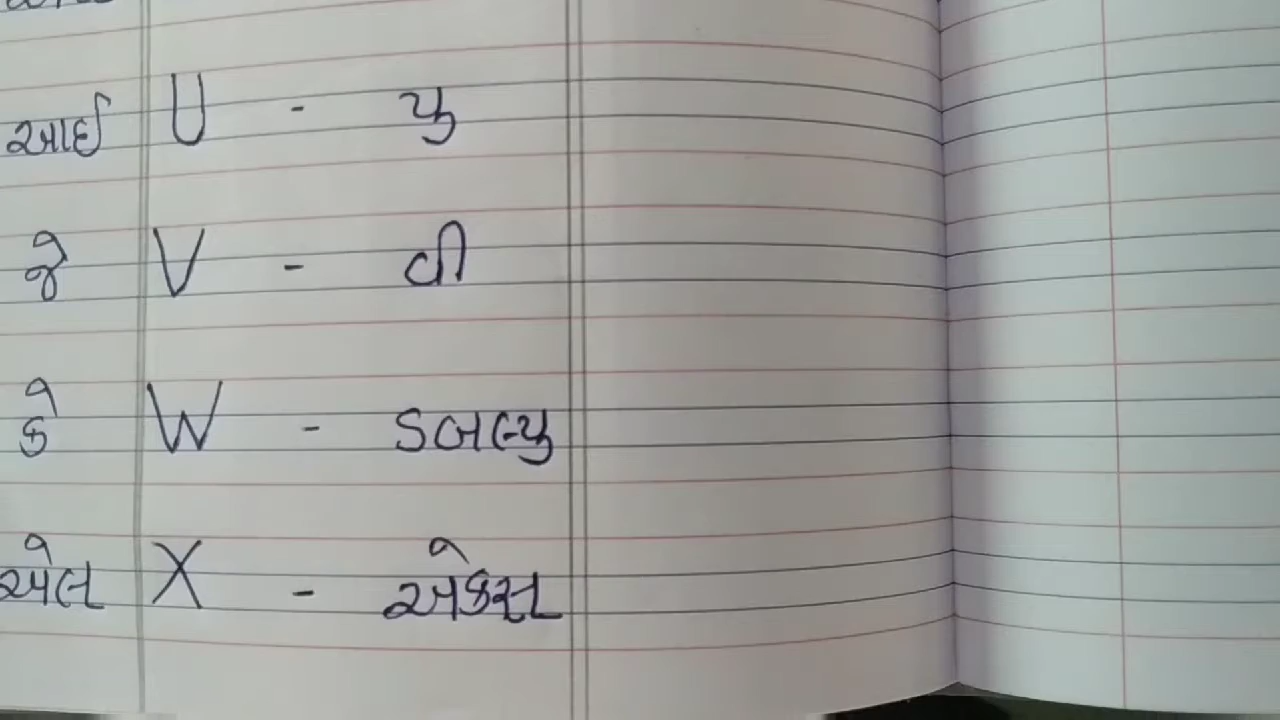 આઈ U - યુ
જે V - વી
કે W - ડબલ્યુ
એલ X - એક્સ